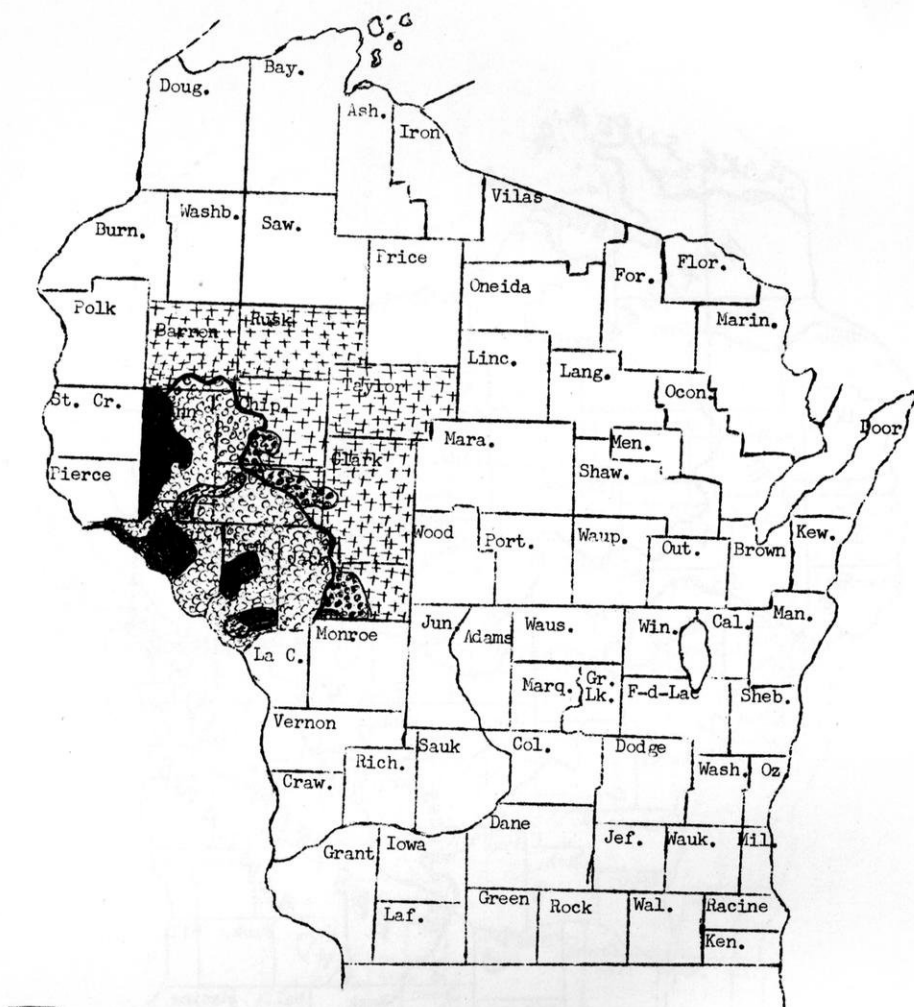 Bay.
Doug.
Ash.
Iron
Vilas
Washb.
Saw.
Burn.
Price
Flor.
For.
Oneida
Polk
Rusk
Barron
Marin.
Linc.
Lang.
Taylor
Ocon.
St. Cr.
Chip.
Door
Mara.
Men.
Clark
Pierce
Shaw.
Wood
Port.
Waup.
Out.
Brown
Kew.
Man.
Jun.
Adams
Waus.
Win.
Cal.
Monroe
La C.
Marq.
Gr.
Lk.
F-d-Lac
Sheb.
Vernon
Sauk
Col.
Dodge
Rich.
Wash.
Oz
Craw.
Dane
Iowa
Jef.
Wauk.
Mil.
Grant
Green
Rock
Wal.
Racine
Laf.
Ken.